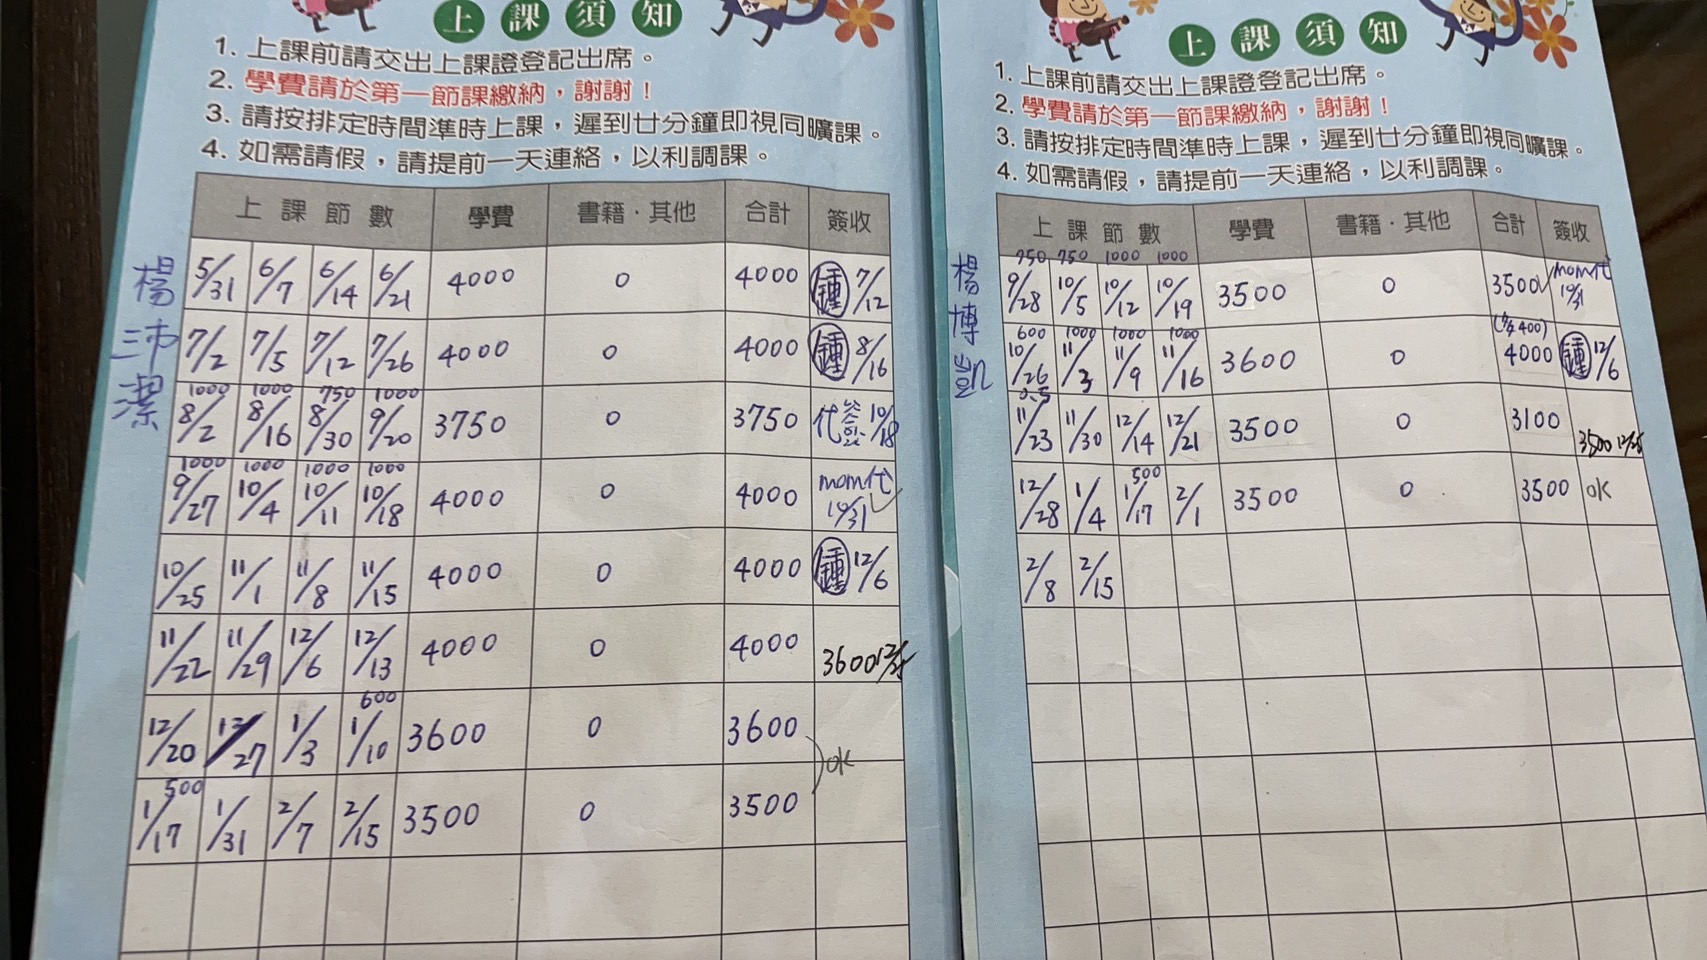 上課須知
1. 上課前請交出上課證登記出席。
2. 學費請於第一節課繳納，謝謝！
3. 請按排定時間準時上課，遲到廿分鐘即視同曠課。
4. 如需請假，請提前一天連絡，以利調課。
楊沛潔
上課節數 學費 書籍·其他 合計 簽收
5/31 6/7 6/14 6/21 4000 0 4000 鍾 7/12
7/2 7/5 7/12 7/26 4000 0 4000 鍾 8/16
1000 1000 750 1000
8/2 8/16 8/30 9/20 3750 0 3750 代簽 10/18
1000 1000 1000 1000
9/27 10/4 10/11 10/18 4000 0 4000 mom代 10/31
10/25 11/1 11/8 11/15 4000 0 4000 鍾 12/6
11/22 11/29 12/6 12/13 4000 0 4000 3600
600
12/20 12/27 1/3 1/10 3600 0 3600
OK
500
1/17 1/31 2/7 2/15 3500 0 3500
上課須知
1. 上課前請交出上課證登記出席。
2. 學費請於第一節課繳納，謝謝！
3. 請按排定時間準時上課，遲到廿分鐘即視同曠課。
4. 如需請假，請提前一天連絡，以利調課。
楊博凱
上課節數 學費 書籍·其他 合計 簽收
750 750 1000 1000
9/28 10/5 10/12 10/19 3500 0 3500 mom代 10/31
600 1000 1000 1000
10/26 11/3 11/9 11/16 3600 0 4000 鍾 12/6
0.5
11/23 11/30 12/14 12/21 3500 0 3100 3500
500
12/28 1/4 1/17 2/1 3500 0 3500 OK
2/8 2/15